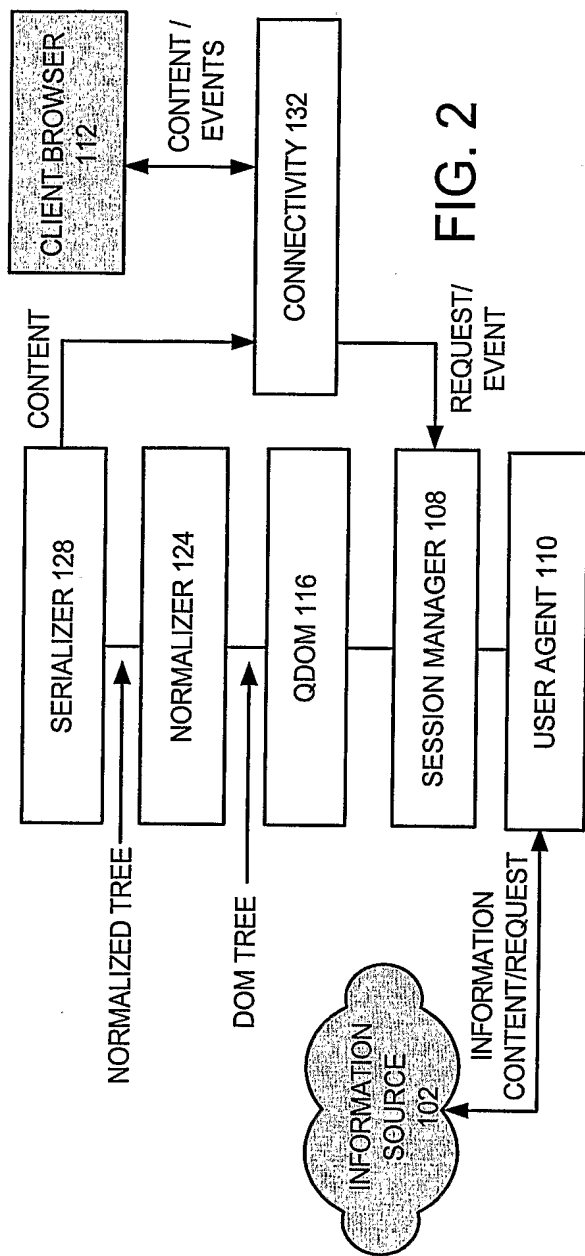 CLIENT BROWSER
112
CONTENT /
EVENTS
CONNECTIVITY 132
FIG. 2
CONTENT
REQUEST/
EVENT
SERIALIZER 128
NORMALIZER 124
QDOM 116
SESSION MANAGER 108
USER AGENT 110
NORMALIZED TREE
DOM TREE
INFORMATION
CONTENT/REQUEST
INFORMATION
SOURCE
102